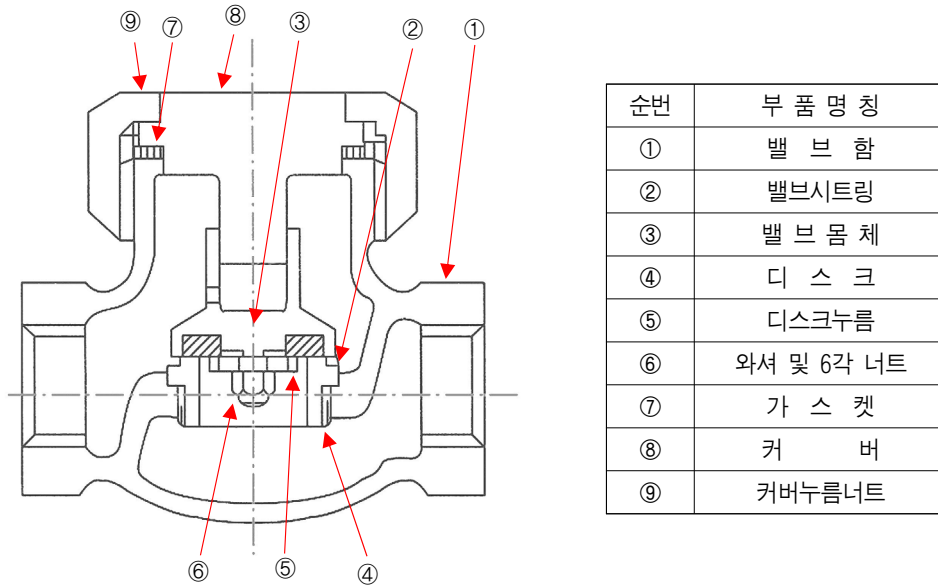 ⑨ ⑦ ⑧ ③ ② ①
⑥ ⑤ ④
순번 부 품 명 칭
① 밸 브 함
② 밸브시트링
③ 밸 브 몸 체
④ 디 스 크
⑤ 디스크누름
⑥ 와셔 및 6각 너트
⑦ 가 스 켓
⑧ 커 버
⑨ 커버누름너트